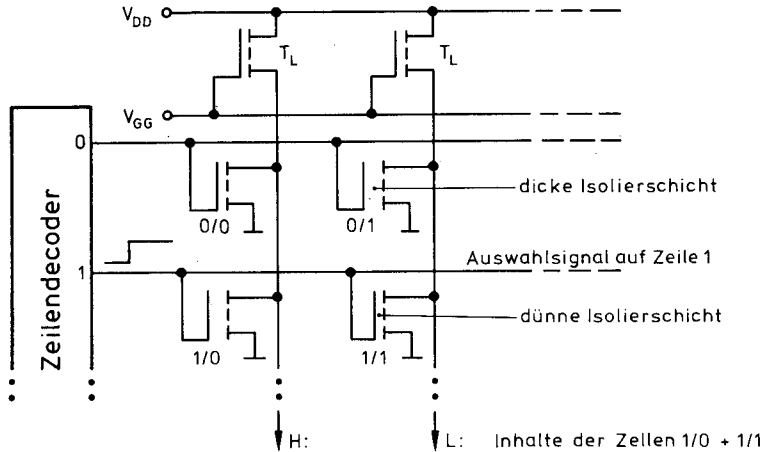 V_DD
T_L
T_L
V_GG
0
0/0
0/1
dicke Isolierschicht
Zeilendecoder
1
Auswahlsignal auf Zeile 1
1/0
1/1
dünne Isolierschicht
H:
L: Inhalte der Zellen 1/0 + 1/1